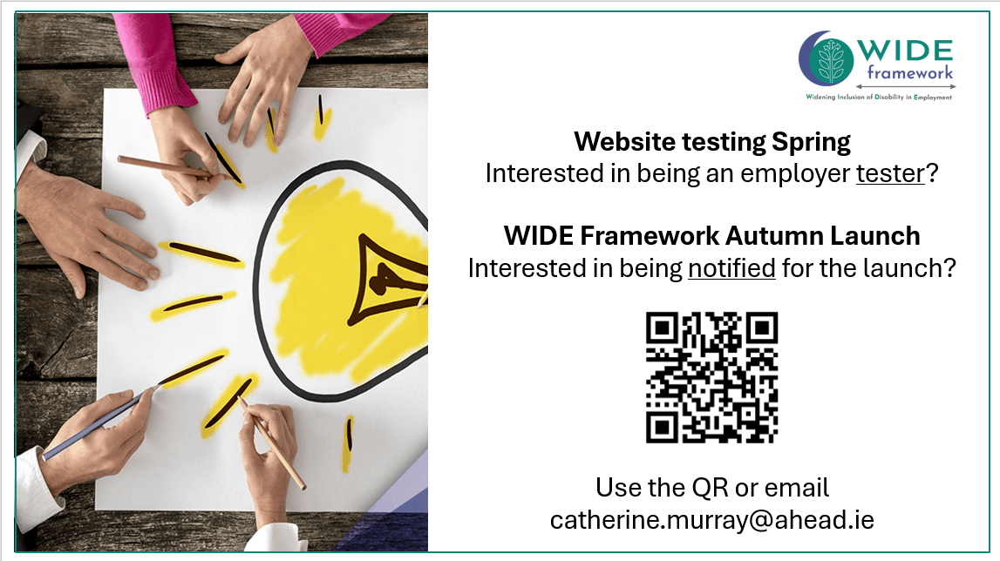 WIDE
framework
Widening Inclusion of Disability in Employment
Website testing Spring
Interested in being an employer tester?
WIDE Framework Autumn Launch
Interested in being notified for the launch?
Use the QR or email
catherine.murray@ahead.ie